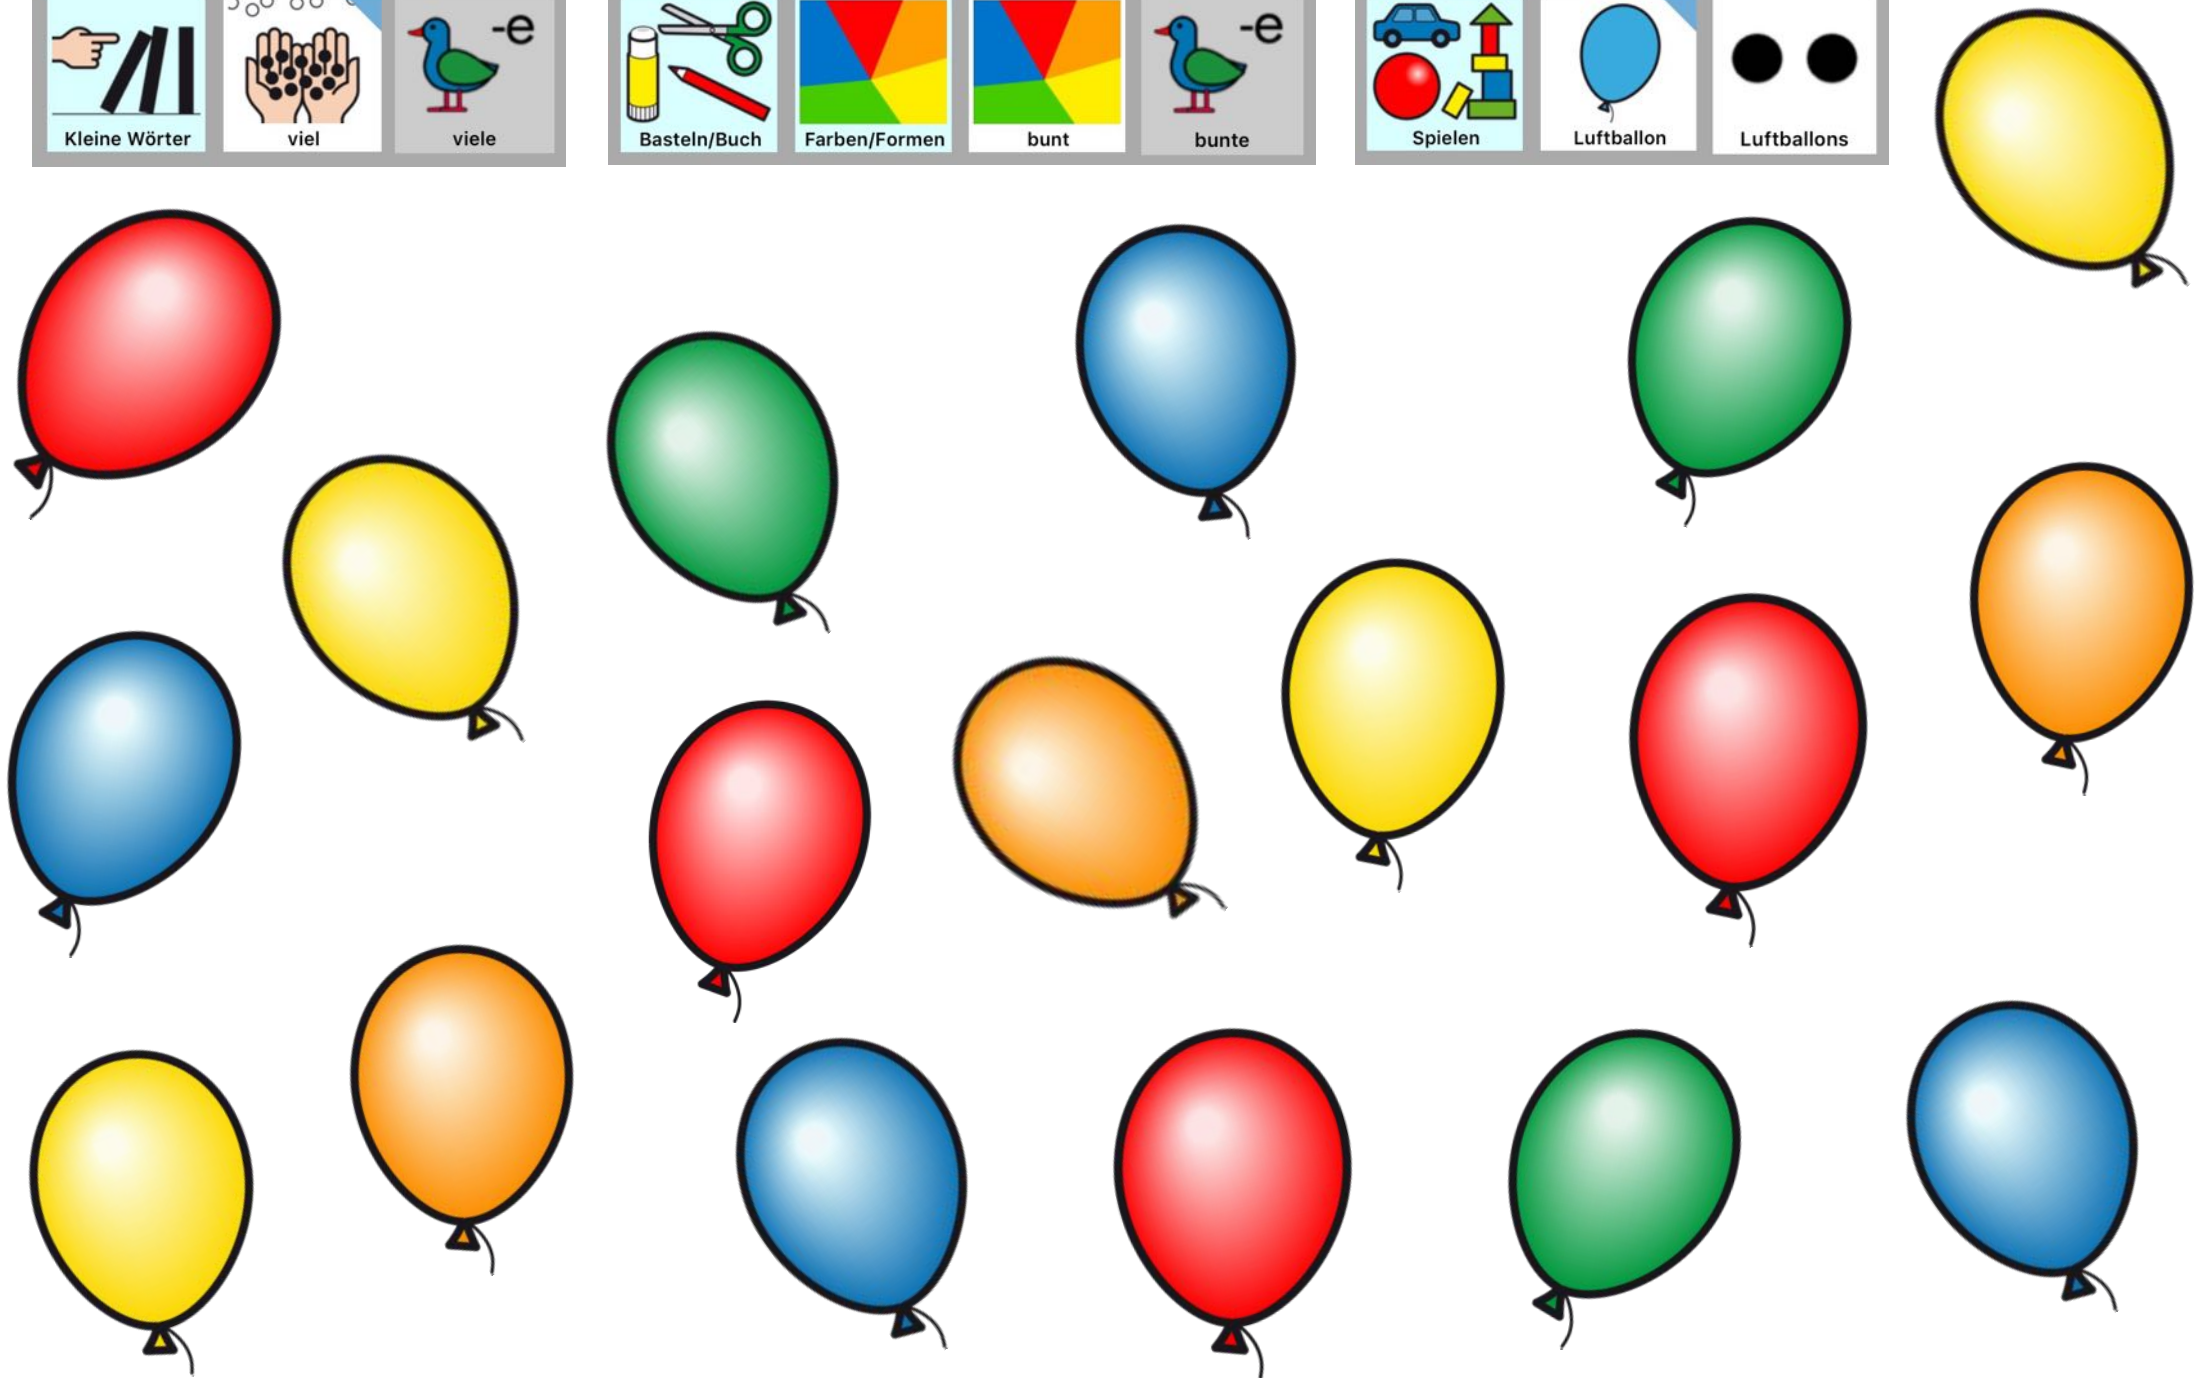 -e
Kleine Wörter viel viele
-e
Basteln/Buch Farben/Formen bunt bunte
Spielen Luftballon Luftballons